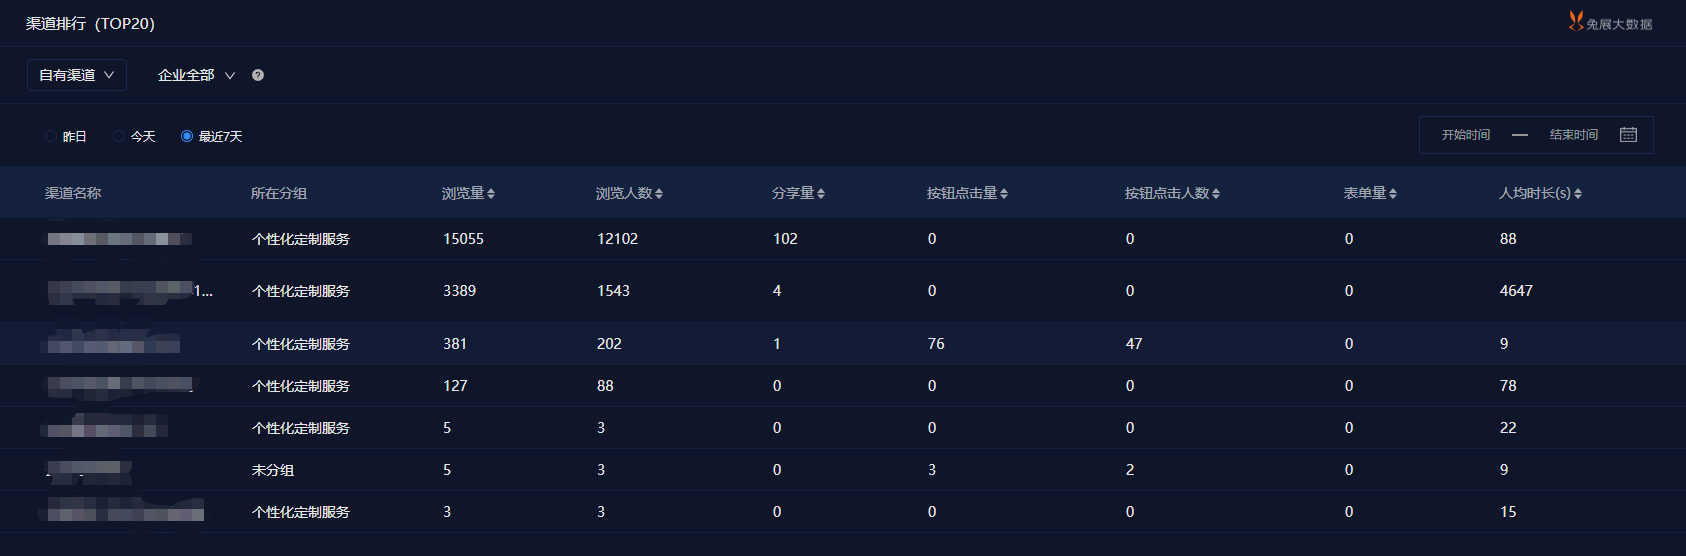 渠道排行（TOP20）
兔展大数据
自有渠道 企业全部 ?
昨日 今天 最近7天 开始时间 — 结束时间
渠道名称 所在分组 浏览量 浏览人数 分享量 按钮点击量 按钮点击人数 表单量 人均时长(s)
个性化定制服务 15055 12102 102 0 0 0 88
1... 个性化定制服务 3389 1543 4 0 0 0 4647
个性化定制服务 381 202 1 76 47 0 9
个性化定制服务 127 88 0 0 0 0 78
个性化定制服务 5 3 0 0 0 0 22
未分组 5 3 0 3 2 0 9
个性化定制服务 3 3 0 0 0 0 15